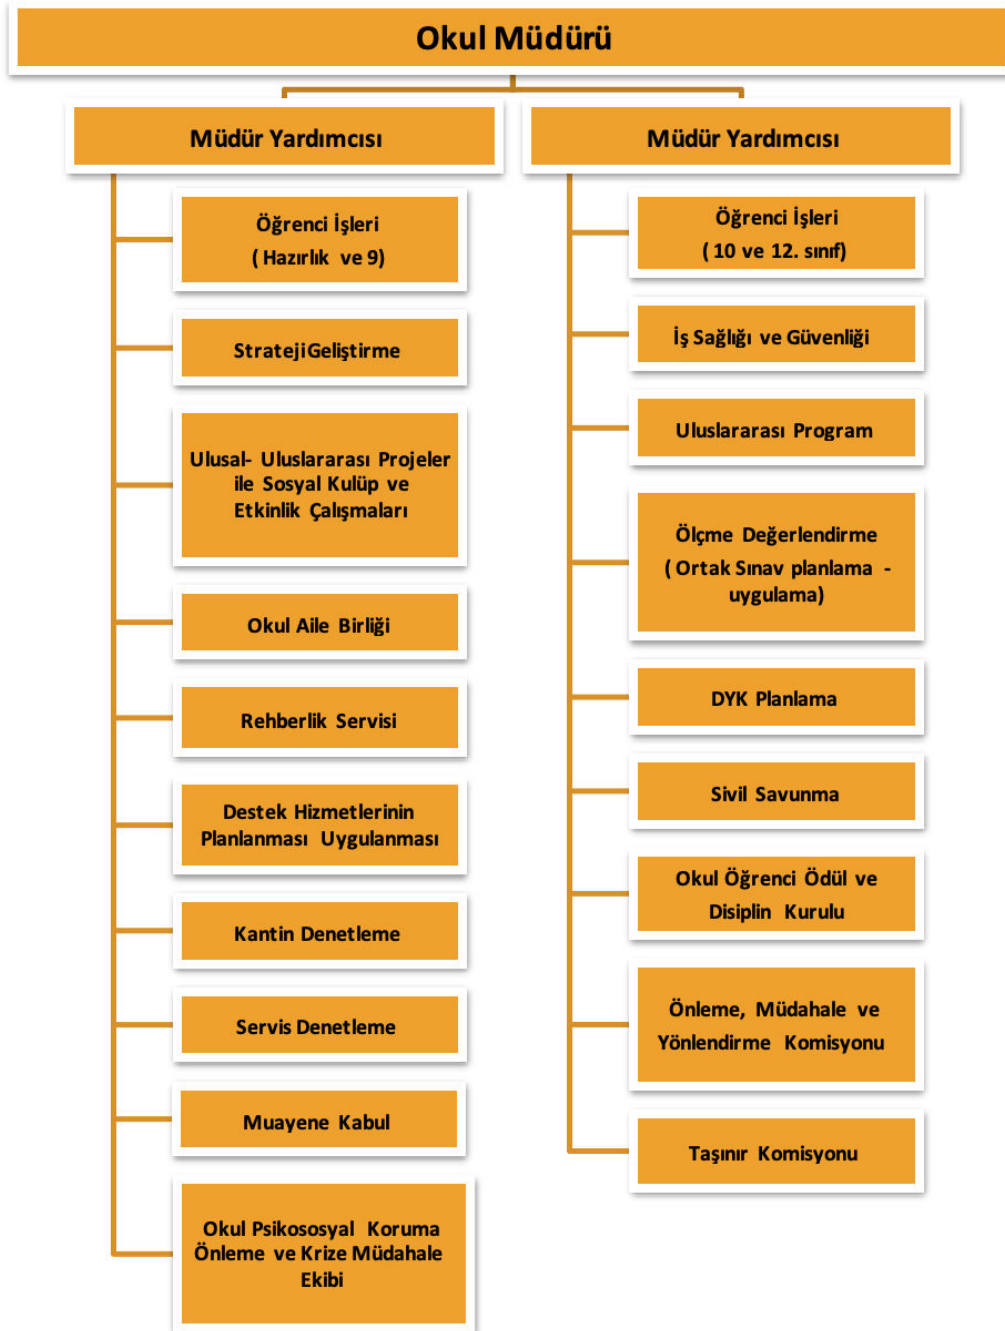 Okul Müdürü
Müdür Yardımcısı
Öğrenci İşleri
( Hazırlık ve 9)
StratejiGeliştirme
Ulusal- Uluslararası Projeler
ile Sosyal Kulüp ve
Etkinlik Çalışmaları
Okul Aile Birliği
Rehberlik Servisi
Destek Hizmetlerinin
Planlanması Uygulanması
Kantin Denetleme
Servis Denetleme
Muayene Kabul
Okul Psikososyal Koruma
Önleme ve Krize Müdahale
Ekibi
Müdür Yardımcısı
Öğrenci İşleri
( 10 ve 12. sınıf)
İş Sağlığı ve Güvenliği
Uluslararası Program
Ölçme Değerlendirme
( Ortak Sınav planlama -
uygulama)
DYK Planlama
Sivil Savunma
Okul Öğrenci Ödül ve
Disiplin Kurulu
Önleme, Müdahale ve
Yönlendirme Komisyonu
Taşınır Komisyonu